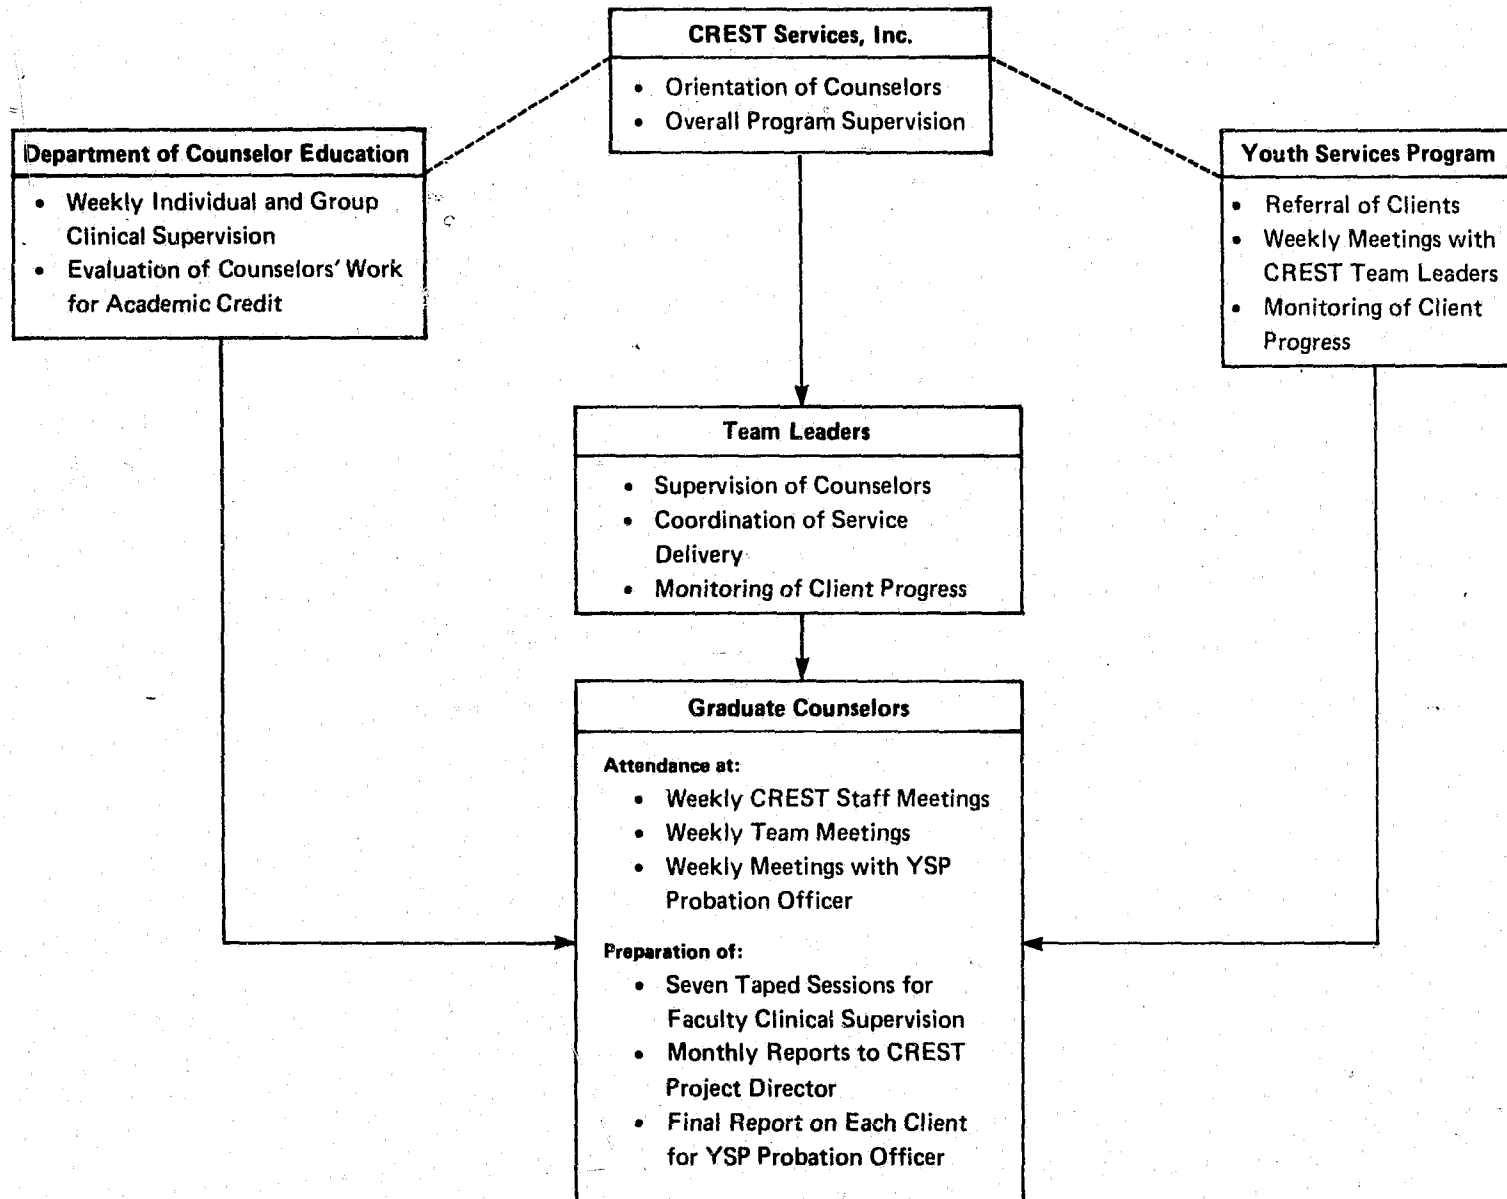 CREST Services, Inc.
• Orientation of Counselors
• Overall Program Supervision
Department of Counselor Education
• Weekly Individual and Group
Clinical Supervision
• Evaluation of Counselors' Work
for Academic Credit
Youth Services Program
• Referral of Clients
• Weekly Meetings with
CREST Team Leaders
• Monitoring of Client
Progress
Team Leaders
• Supervision of Counselors
• Coordination of Service
Delivery
• Monitoring of Client Progress
Graduate Counselors
Attendance at:
• Weekly CREST Staff Meetings
• Weekly Team Meetings
• Weekly Meetings with YSP
Probation Officer
Preparation of:
• Seven Taped Sessions for
Faculty Clinical Supervision
• Monthly Reports to CREST
Project Director
• Final Report on Each Client
for YSP Probation Officer